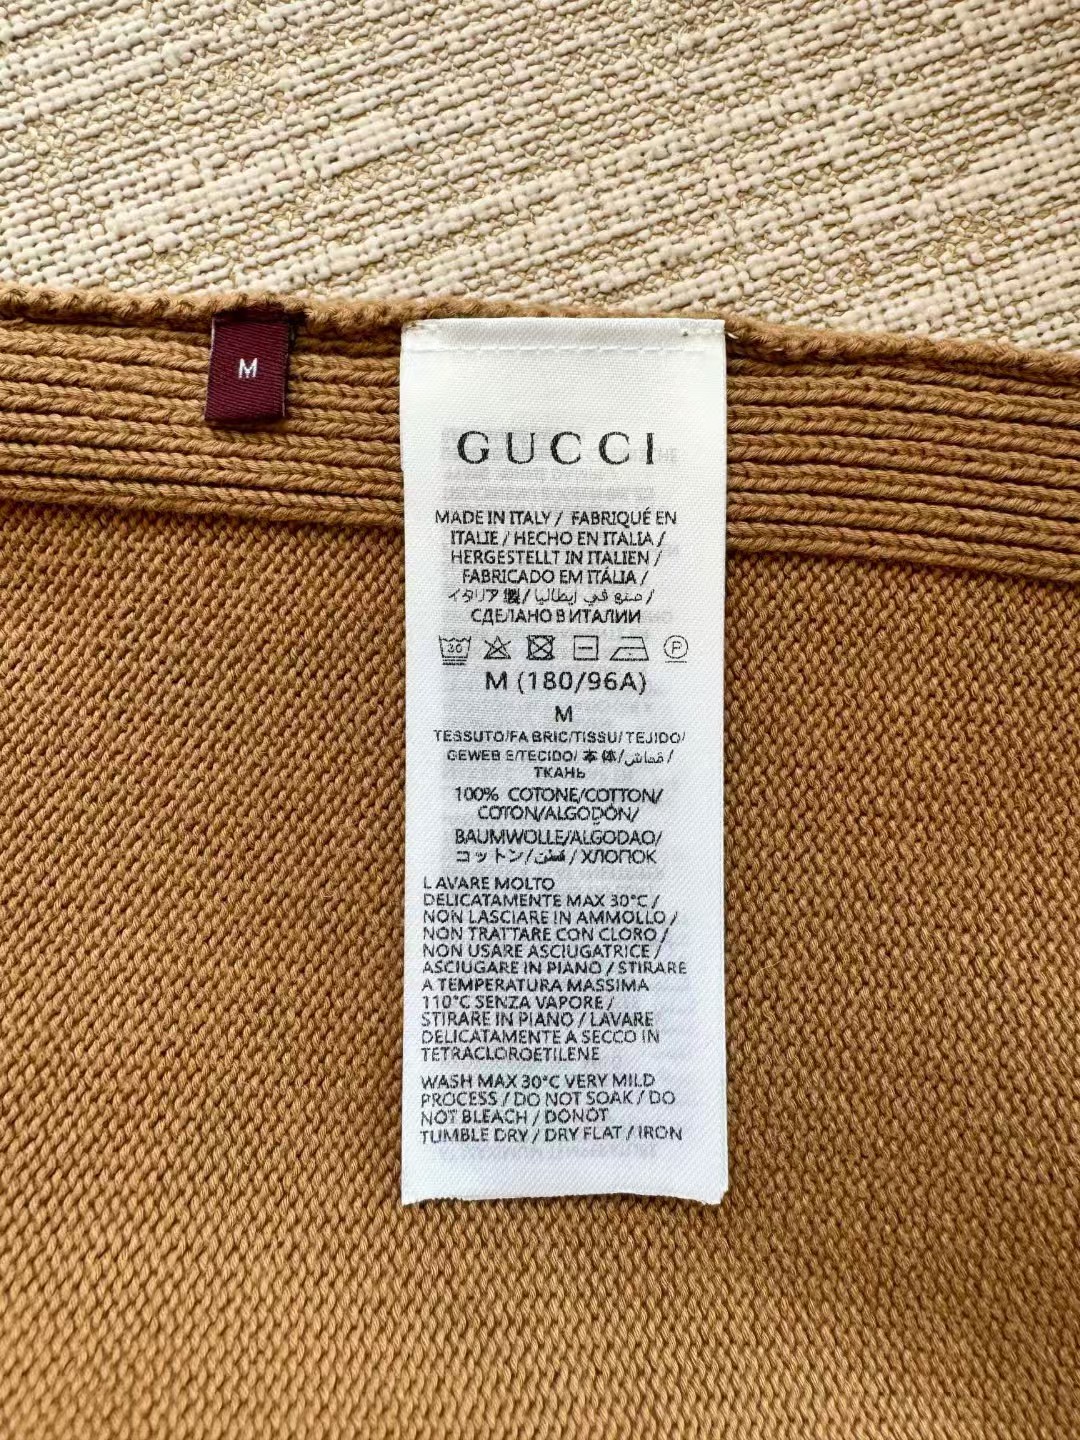 M
GUCCI
MADE IN ITALY / FABRIQUÉ EN
ITALIE / HECHO EN ITALIA /
HERGESTELLT IN ITALIEN /
FABRICADO EM ITÁLIA /
イタリア製 / صنع في إيطاليا /
СДЕЛАНО В ИТАЛИИ
30 P
M (180/96A)
M
TESSUTO/FABRIC/TISSU/TEJIDO/
GEWEBE/TECIDO/ 本体/قماش/
ТКАНЬ
100% COTONE/COTTON/
COTON/ALGODÓN/
BAUMWOLLE/ALGODAO/
コットン/قطن/ХЛОПОК
LAVARE MOLTO
DELICATAMENTE MAX 30°C /
NON LASCIARE IN AMMOLLO /
NON TRATTARE CON CLORO /
NON USARE ASCIUGATRICE /
ASCIUGARE IN PIANO / STIRARE
A TEMPERATURA MASSIMA
110°C SENZA VAPORE /
STIRARE IN PIANO / LAVARE
DELICATAMENTE A SECCO IN
TETRACLOROETILENE
WASH MAX 30°C VERY MILD
PROCESS / DO NOT SOAK / DO
NOT BLEACH / DONOT
TUMBLE DRY / DRY FLAT / IRON